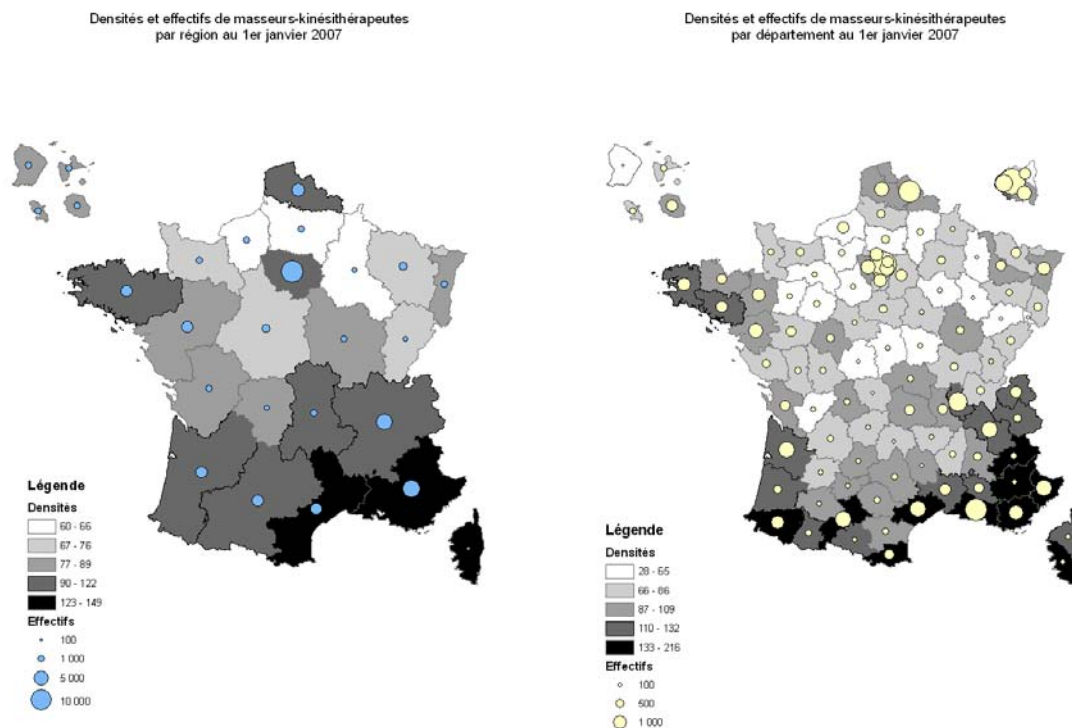 Densités et effectifs de masseurs-kinésithérapeutes
par région au 1er janvier 2007
Légende
Densités
60 - 66
67 - 76
77 - 89
90 - 122
123 - 149
Effectifs
100
1 000
5 000
10 000
Densités et effectifs de masseurs-kinésithérapeutes
par département au 1er janvier 2007
Légende
Densités
28 - 65
66 - 86
87 - 109
110 - 132
133 - 216
Effectifs
100
500
1 000